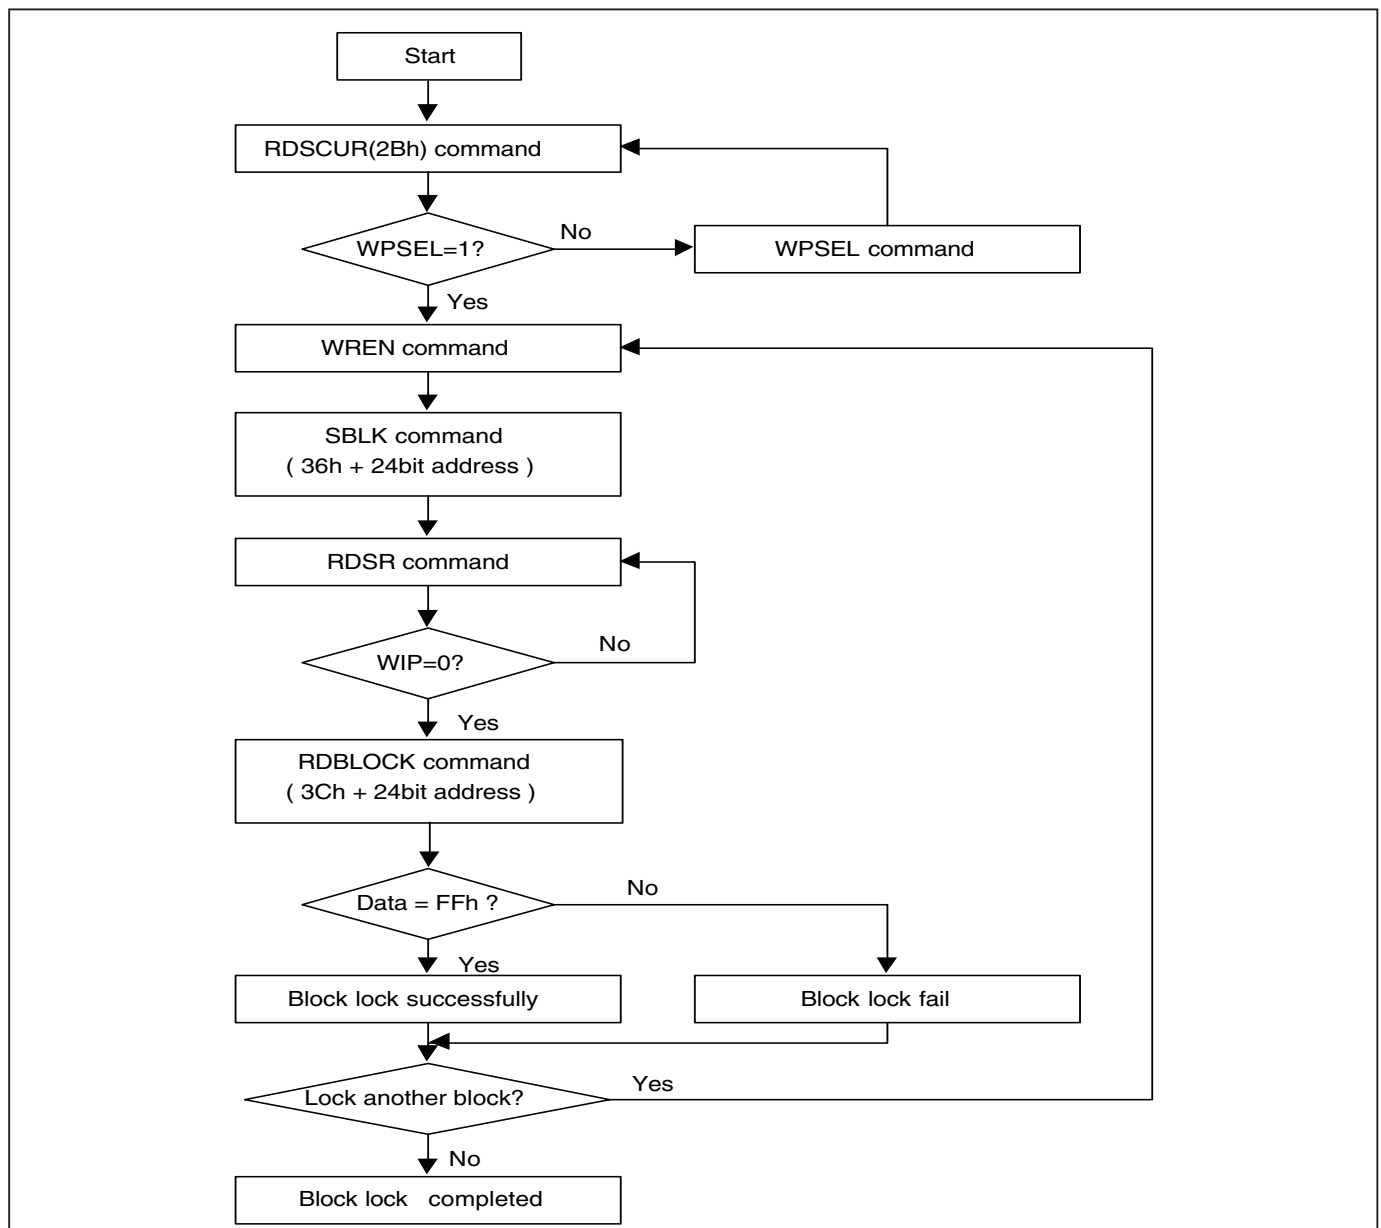 Start
RDSCUR(2Bh) command
WPSEL=1?
No
WPSEL command
Yes
WREN command
SBLK command
( 36h + 24bit address )
RDSR command
WIP=0?
No
Yes
RDBLOCK command
( 3Ch + 24bit address )
Data = FFh ?
No
Yes
Block lock successfully
Block lock fail
Lock another block?
Yes
No
Block lock completed